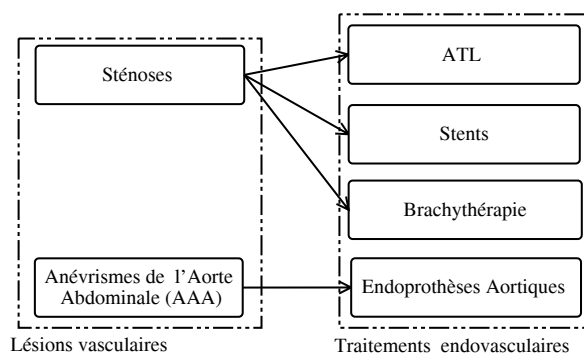 Sténoses
ATL
Stents
Brachythérapie
Anévrismes de l'Aorte
Abdominale (AAA)
Endoprothèses Aortiques
Lésions vasculaires
Traitements endovasculaires